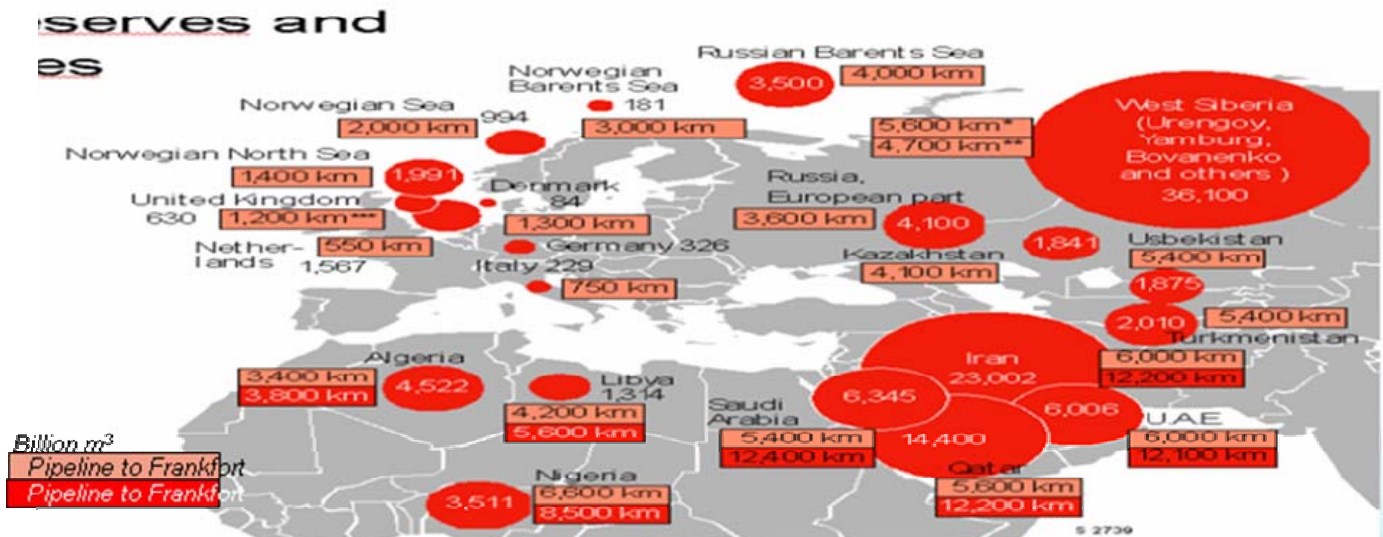 serves and
es
Russian Barents Sea
3,500
4,000 km
Norwegian
Barents Sea
181
3,000 km
Norwegian Sea
994
2,000 km
West Siberia
(Urengoy,
Yamburg,
Bovanenko
and others )
36,100
5,600 km*
4,700 km**
Norwegian North Sea
1,400 km
1,991
Denmark
84
1,300 km
Russia,
European part
3,600 km
4,100
United Kingdom
630
1,200 km***
Nether-
lands
550 km
1,567
Germany 326
Italy 229
750 km
Kazakhstan
4,100 km
1,841
Usbekistan
5,400 km
1,875
2,010
5,400 km
Turkmenistan
Algeria
3,400 km
3,800 km
4,522
Libya
1,314
4,200 km
5,600 km
Iran
23,002
6,000 km
12,200 km
6,345
Saudi
Arabia
5,400 km
12,400 km
14,400
Qatar
5,600 km
12,200 km
6,006
U.A.E
6,000 km
12,100 km
Nigeria
3,511
6,600 km
8,500 km
Billion m³
Pipeline to Frankfort
Pipeline to Frankfort
S 2739